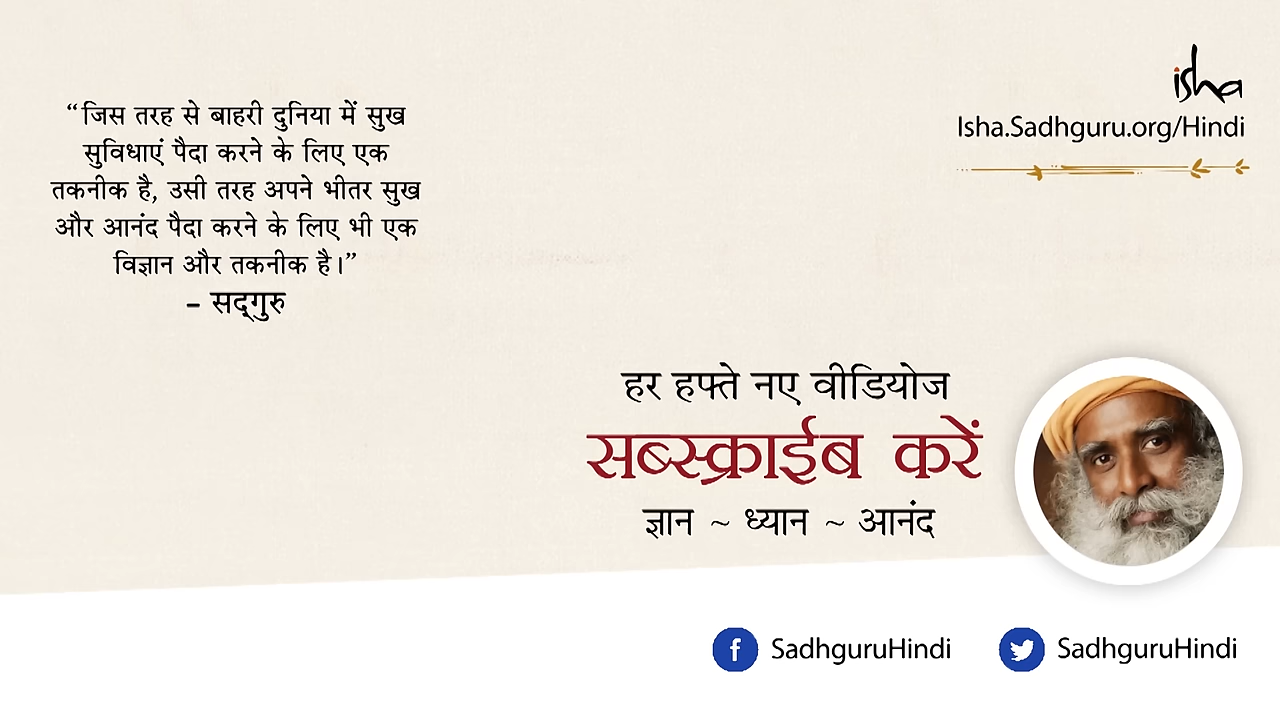 “जिस तरह से बाहरी दुनिया में सुख
सुविधाएं पैदा करने के लिए एक
तकनीक है, उसी तरह अपने भीतर सुख
और आनंद पैदा करने के लिए भी एक
विज्ञान और तकनीक है।”
– सद्‌गुरु
isha
Isha.Sadhguru.org/Hindi
हर हफ्ते नए वीडियोज
सब्स्क्राईब करें
ज्ञान ~ ध्यान ~ आनंद
SadhguruHindi
SadhguruHindi